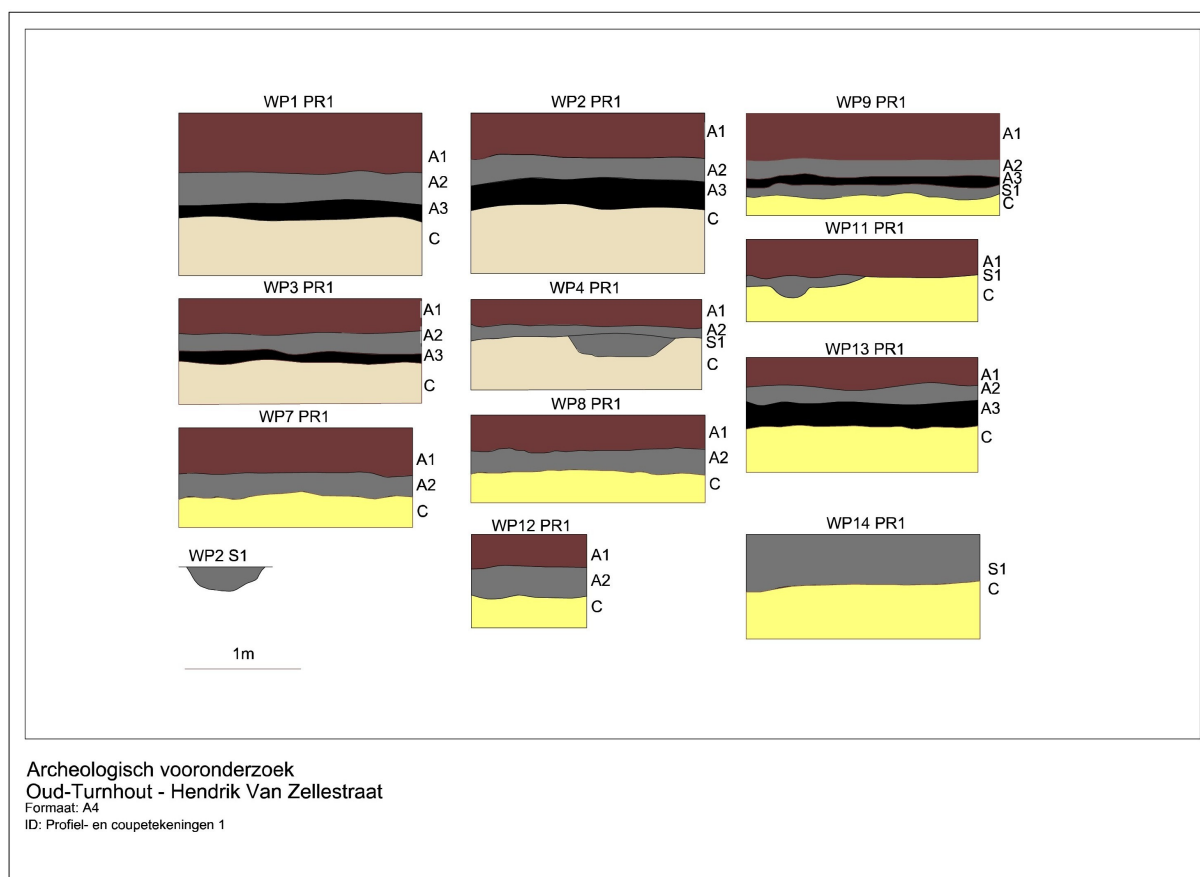 WP1 PR1
A1
A2
A3
C
WP2 PR1
A1
A2
A3
C
WP9 PR1
A1
A2
A3
S1
C
WP11 PR1
A1
S1
C
WP3 PR1
A1
A2
A3
C
WP4 PR1
A1
A2
S1
C
WP13 PR1
A1
A2
A3
C
WP7 PR1
A1
A2
C
WP8 PR1
A1
A2
C
WP2 S1
WP12 PR1
A1
A2
C
WP14 PR1
S1
C
1m
Archeologisch vooronderzoek
Oud-Turnhout - Hendrik Van Zellestraat
Formaat: A4
ID: Profiel- en coupetekeningen 1